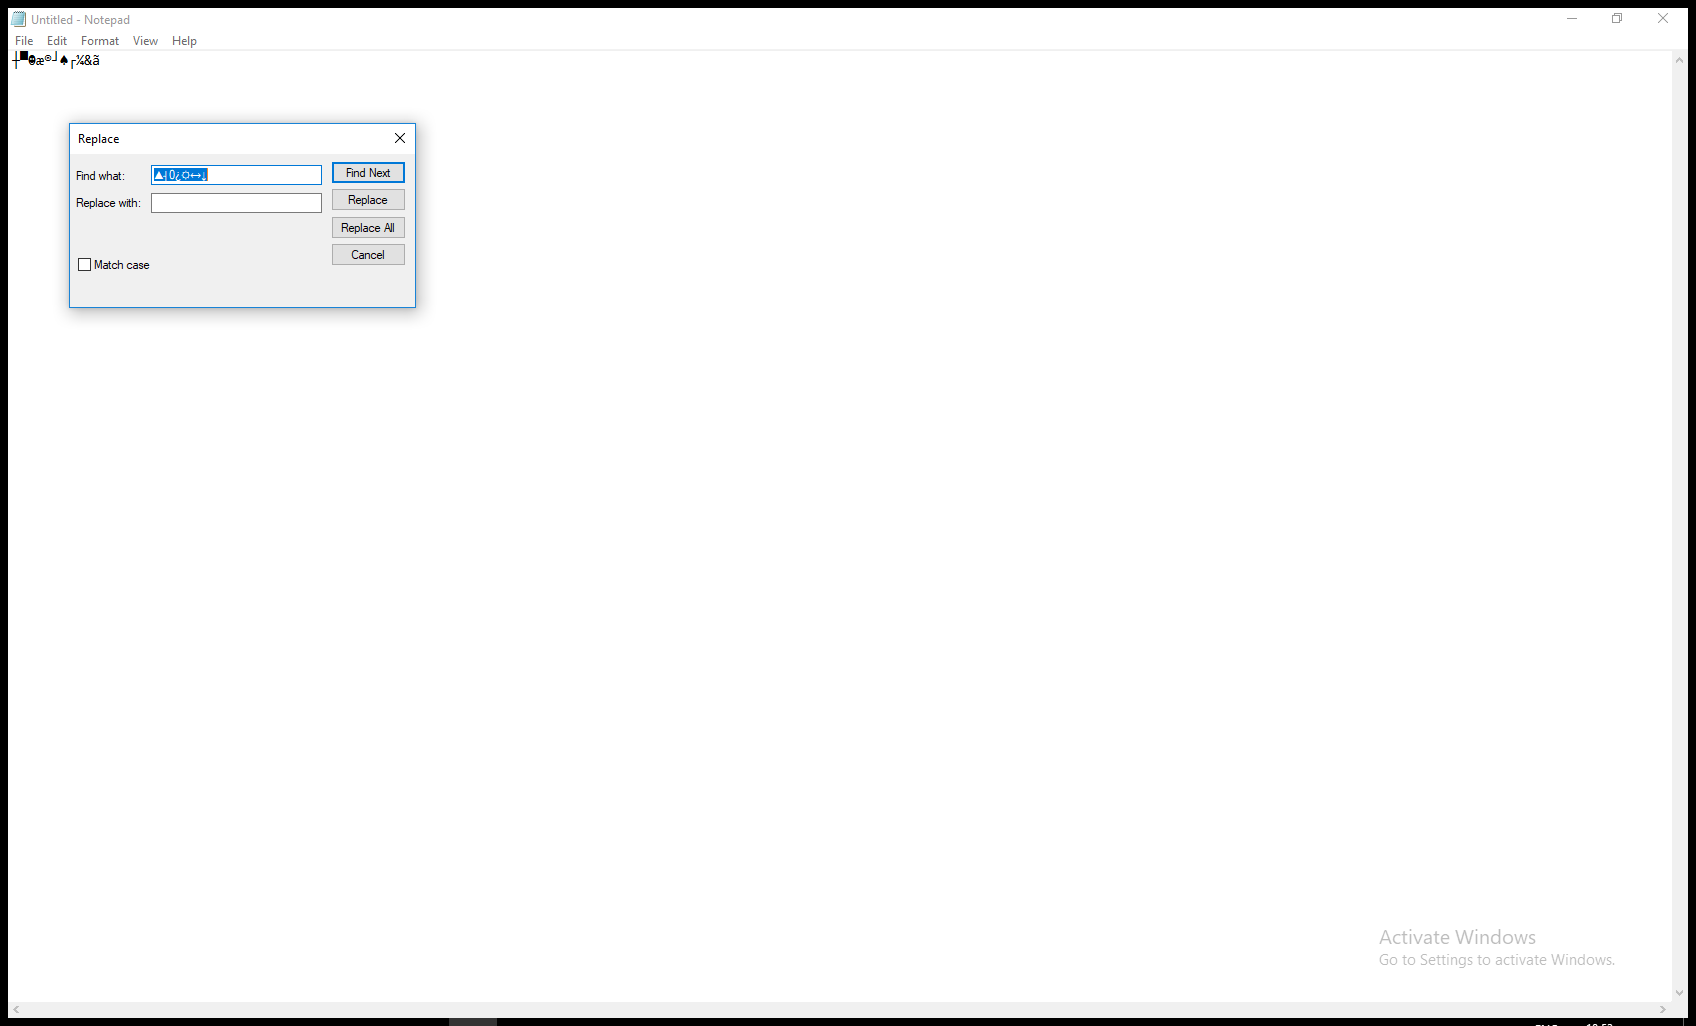 Untitled - Notepad
File Edit Format View Help
┼▀◘æ®┘♠┌¼&ã
Replace
Find what: ▲┤0¿¤↔↓
Find Next
Replace with:
Replace
Replace All
Cancel
Match case
Activate Windows
Go to Settings to activate Windows.